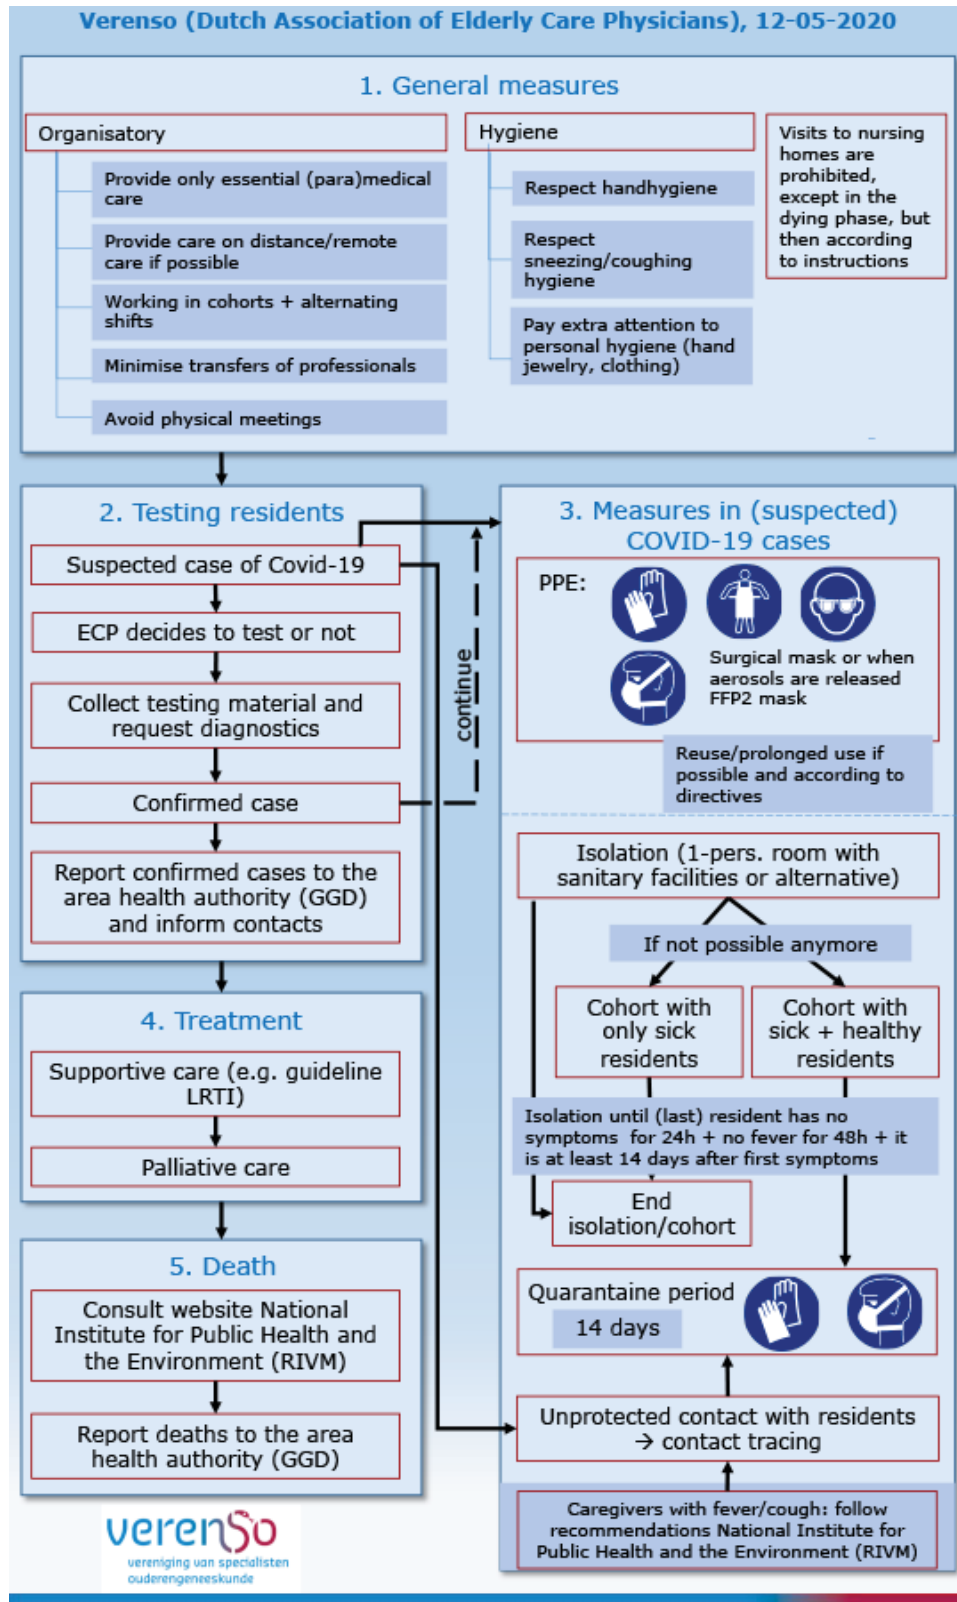 Verenso (Dutch Association of Elderly Care Physicians), 12-05-2020
1. General measures
Organisatory
Provide only essential (para)medical
care
Provide care on distance/remote
care if possible
Working in cohorts + alternating
shifts
Minimise transfers of professionals
Avoid physical meetings
Hygiene
Respect handhygiene
Respect
sneezing/coughing
hygiene
Pay extra attention to
personal hygiene (hand
jewelry, clothing)
Visits to nursing
homes are
prohibited,
except in the
dying phase, but
then according
to instructions
2. Testing residents
Suspected case of Covid-19
ECP decides to test or not
Collect testing material and
request diagnostics
Confirmed case
Report confirmed cases to the
area health authority (GGD)
and inform contacts
continue
3. Measures in (suspected)
COVID-19 cases
PPE:
Surgical mask or when
aerosols are released
FFP2 mask
Reuse/prolonged use if
possible and according to
directives
Isolation (1-pers. room with
sanitary facilities or alternative)
If not possible anymore
Cohort with
only sick
residents
Cohort with
sick + healthy
residents
Isolation until (last) resident has no
symptoms for 24h + no fever for 48h + it
is at least 14 days after first symptoms
End
isolation/cohort
Quarantaine period
14 days
Unprotected contact with residents
→ contact tracing
Caregivers with fever/cough: follow
recommendations National Institute for
Public Health and the Environment (RIVM)
4. Treatment
Supportive care (e.g. guideline
LRTI)
Palliative care
5. Death
Consult website National
Institute for Public Health and
the Environment (RIVM)
Report deaths to the area
health authority (GGD)
verenso
vereniging van specialisten
ouderengeneeskunde